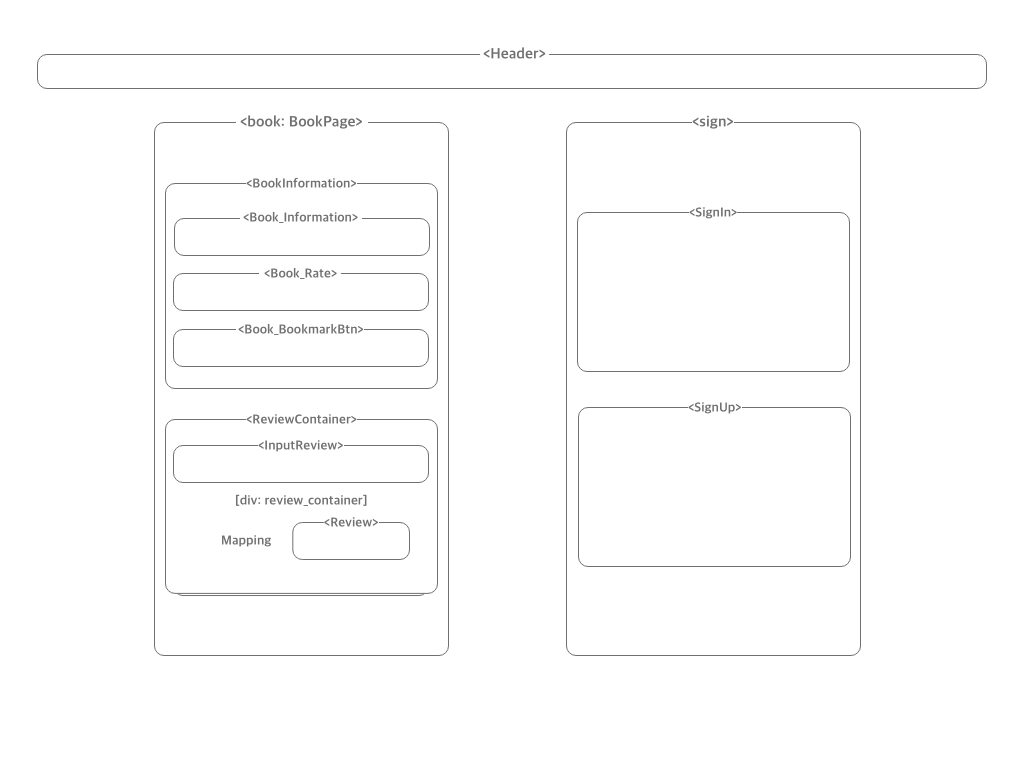 <Header>
<book: BookPage>
<BookInformation>
<Book_Information>
<Book_Rate>
<Book_BookmarkBtn>
<ReviewContainer>
<InputReview>
[div: review_container]
<Review>
Mapping
<sign>
<SignIn>
<SignUp>